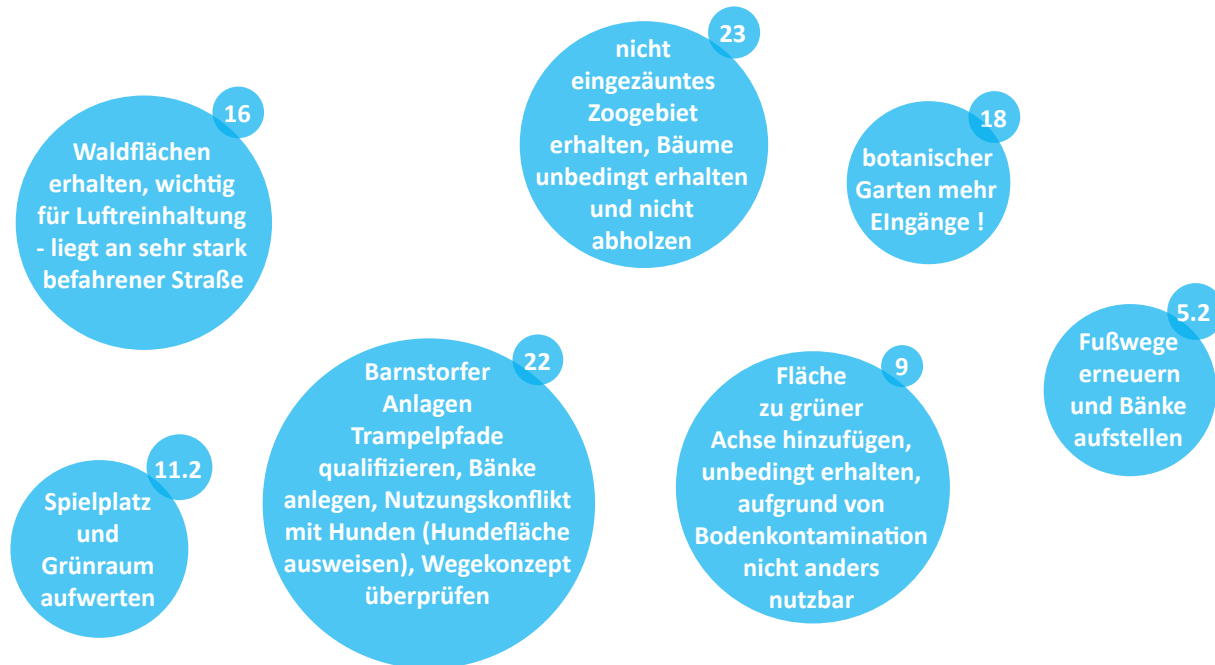 16
Waldflächen
erhalten, wichtig
für Luftreinhaltung
- liegt an sehr stark
befahrener Straße
23
nicht
eingezäuntes
Zoogebiet
erhalten, Bäume
unbedingt erhalten
und nicht
abholzen
18
botanischer
Garten mehr
EIngänge !
5.2
Fußwege
erneuern
und Bänke
aufstellen
11.2
Spielplatz
und
Grünraum
aufwerten
22
Barnstorfer
Anlagen
Trampelpfade
qualifizieren, Bänke
anlegen, Nutzungskonflikt
mit Hunden (Hundefläche
ausweisen), Wegekonzept
überprüfen
9
Fläche
zu grüner
Achse hinzufügen,
unbedingt erhalten,
aufgrund von
Bodenkontamination
nicht anders
nutzbar